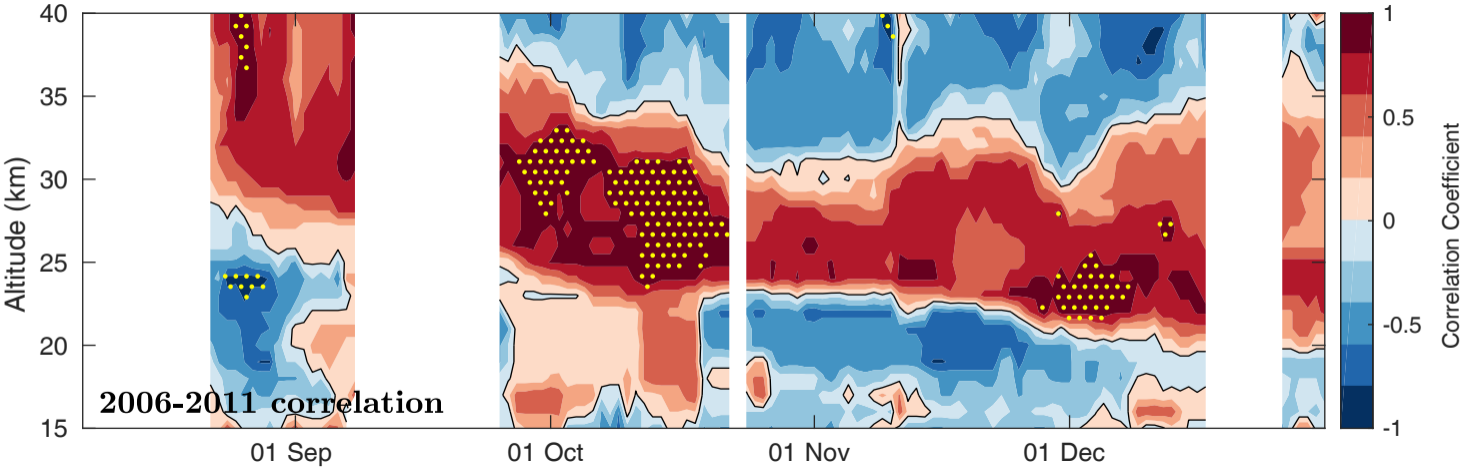 40
35
30
25
20
15
Altitude (km)
2006-2011 correlation
01 Sep
01 Oct
01 Nov
01 Dec
1
0.5
0
-0.5
-1
Correlation Coefficient